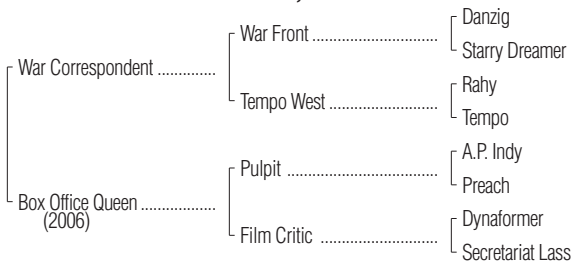 Danzig
War Front ..............................
Starry Dreamer
War Correspondent ..............
Rahy
Tempo West ..........................
Tempo
A.P. Indy
Pulpit ....................................
Preach
Box Office Queen ..................
(2006)
Dynaformer
Film Critic ............................
Secretariat Lass